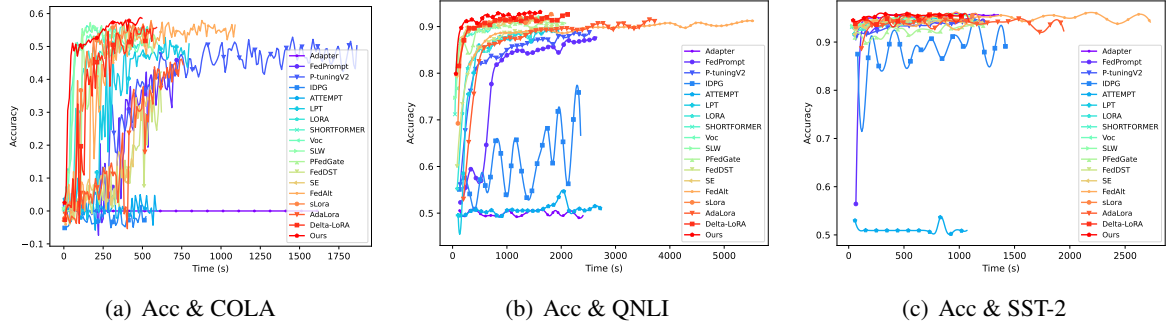 0.6
0.5
0.4
0.3
0.2
0.1
0.0
−0.1
Accuracy
0 250 500 750 1000 1250 1500 1750
Time (s)
Adapter
FedPrompt
P-tuningV2
IDPG
ATTEMPT
LPT
LORA
SHORTFORMER
Voc
SLW
PFedGate
FedDST
SE
FedAlt
sLora
AdaLora
Delta-LoRA
Ours
(a) Acc & COLA
0.9
0.8
0.7
0.6
0.5
Accuracy
0 1000 2000 3000 4000 5000
Time (s)
Adapter
FedPrompt
P-tuningV2
IDPG
ATTEMPT
LPT
LORA
SHORTFORMER
Voc
SLW
PFedGate
FedDST
SE
FedAlt
sLora
AdaLora
Delta-LoRA
Ours
(b) Acc & QNLI
0.9
0.8
0.7
0.6
0.5
Accuracy
0 500 1000 1500 2000 2500
Time (s)
Adapter
FedPrompt
P-tuningV2
IDPG
ATTEMPT
LPT
LORA
SHORTFORMER
Voc
SLW
PFedGate
FedDST
SE
FedAlt
sLora
AdaLora
Delta-LoRA
Ours
(c) Acc & SST-2